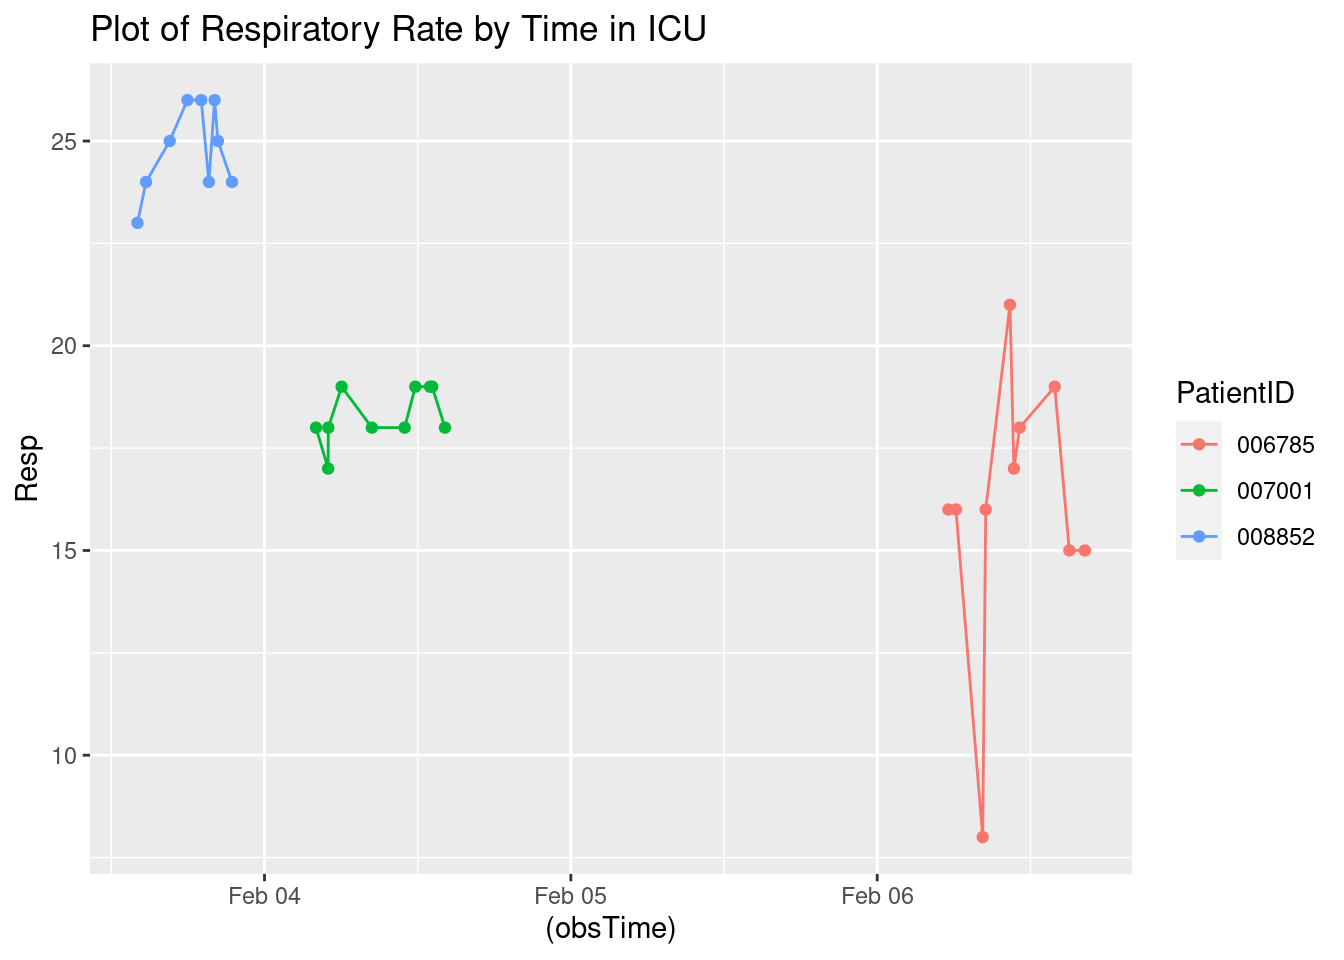 Plot of Respiratory Rate by Time in ICU
25
20
15
10
Resp
Feb 04
Feb 05
Feb 06
(obsTime)
PatientID
006785
007001
008852